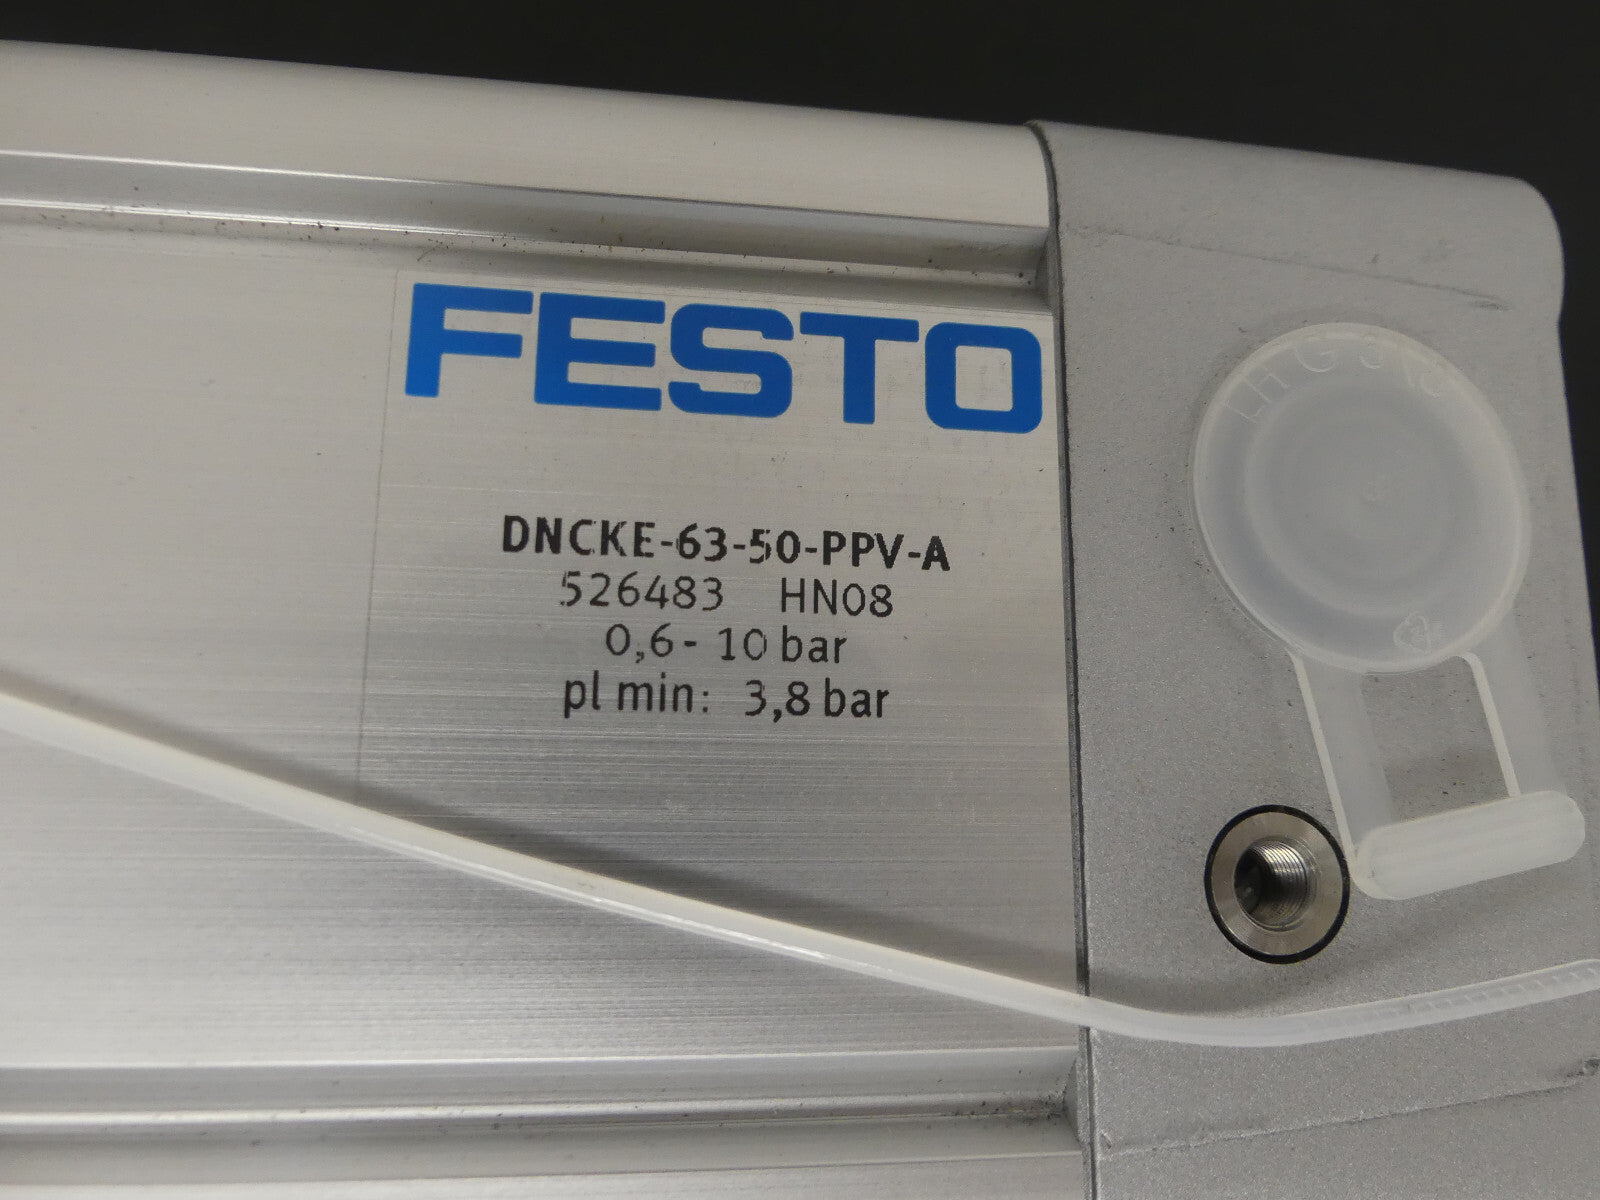 FESTO
DNCKE-63-50-PPV-A
526483 HN08
0,6- 10 bar
pl min: 3,8 bar